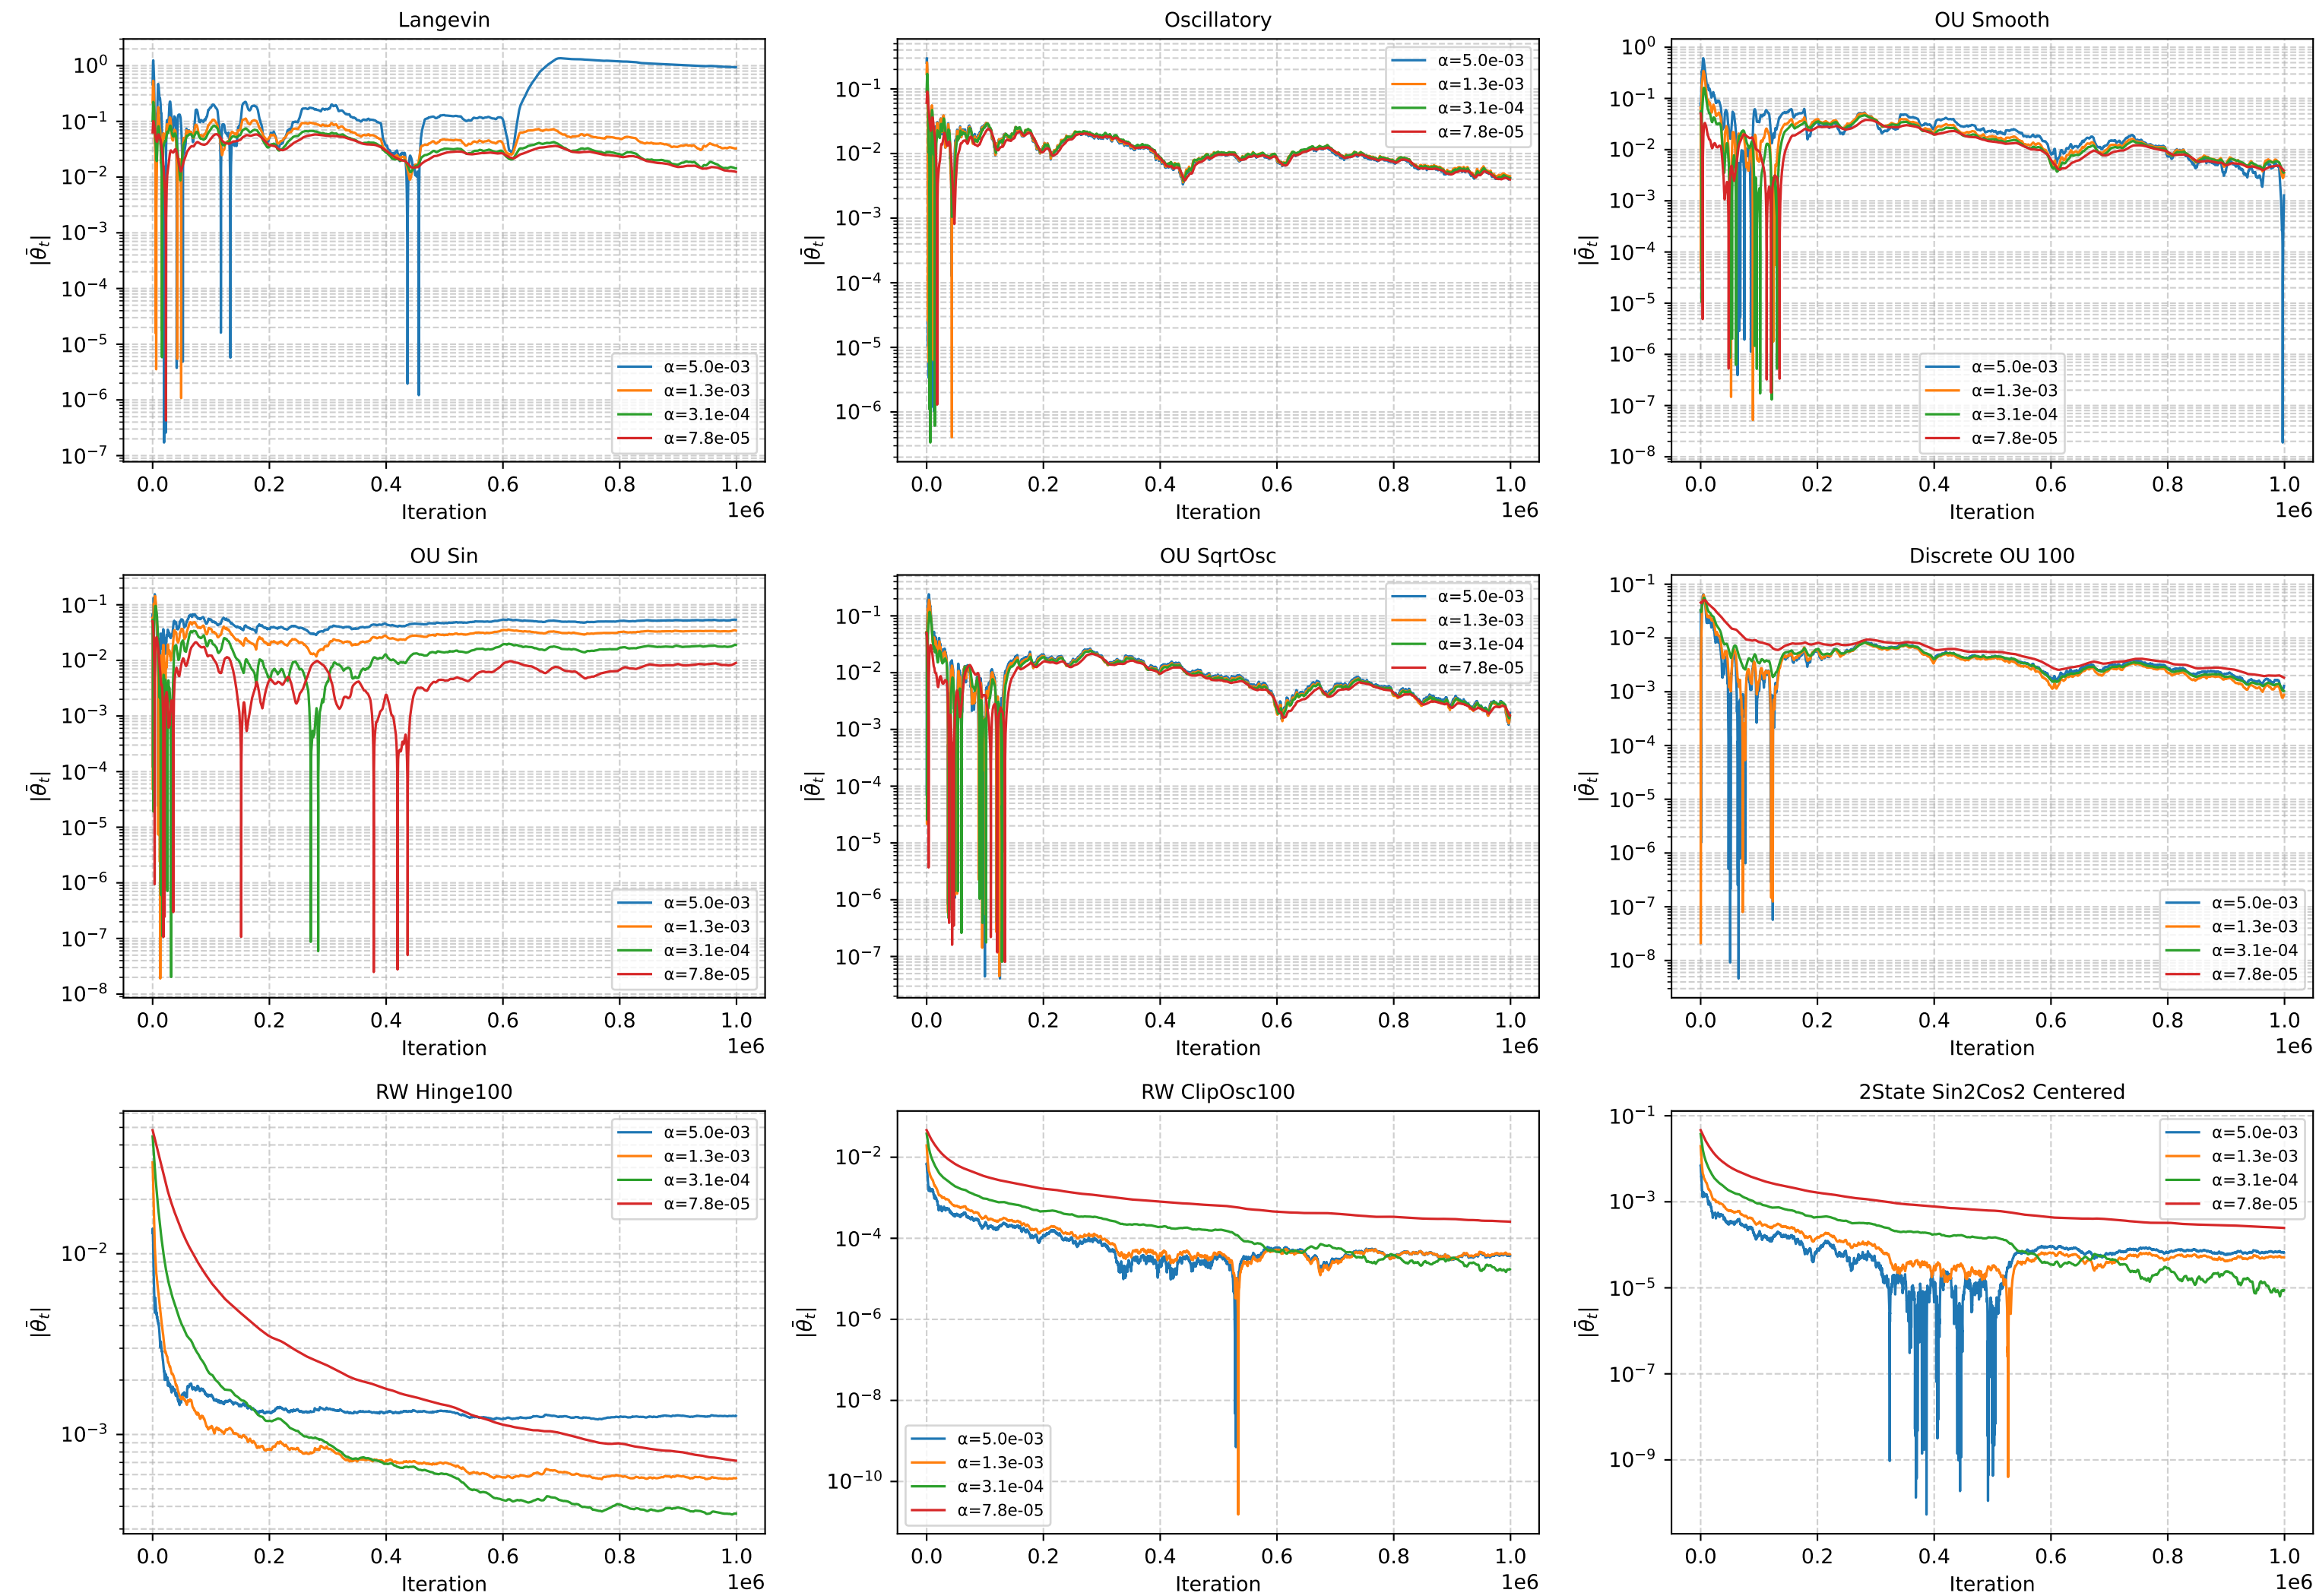 Langevin
|θ̄ₜ|
10⁰
10⁻¹
10⁻²
10⁻³
10⁻⁴
10⁻⁵
10⁻⁶
10⁻⁷
α=5.0e-03
α=1.3e-03
α=3.1e-04
α=7.8e-05
0.0 0.2 0.4 0.6 0.8 1.0
1e6
Iteration
Oscillatory
|θ̄ₜ|
10⁻¹
10⁻²
10⁻³
10⁻⁴
10⁻⁵
10⁻⁶
α=5.0e-03
α=1.3e-03
α=3.1e-04
α=7.8e-05
0.0 0.2 0.4 0.6 0.8 1.0
1e6
Iteration
OU Smooth
|θ̄ₜ|
10⁰
10⁻¹
10⁻²
10⁻³
10⁻⁴
10⁻⁵
10⁻⁶
10⁻⁷
10⁻⁸
α=5.0e-03
α=1.3e-03
α=3.1e-04
α=7.8e-05
0.0 0.2 0.4 0.6 0.8 1.0
1e6
Iteration
OU Sin
|θ̄ₜ|
10⁻¹
10⁻²
10⁻³
10⁻⁴
10⁻⁵
10⁻⁶
10⁻⁷
10⁻⁸
α=5.0e-03
α=1.3e-03
α=3.1e-04
α=7.8e-05
0.0 0.2 0.4 0.6 0.8 1.0
1e6
Iteration
OU SqrtOsc
|θ̄ₜ|
10⁻¹
10⁻²
10⁻³
10⁻⁴
10⁻⁵
10⁻⁶
10⁻⁷
α=5.0e-03
α=1.3e-03
α=3.1e-04
α=7.8e-05
0.0 0.2 0.4 0.6 0.8 1.0
1e6
Iteration
Discrete OU 100
|θ̄ₜ|
10⁻¹
10⁻²
10⁻³
10⁻⁴
10⁻⁵
10⁻⁶
10⁻⁷
10⁻⁸
α=5.0e-03
α=1.3e-03
α=3.1e-04
α=7.8e-05
0.0 0.2 0.4 0.6 0.8 1.0
1e6
Iteration
RW Hinge100
|θ̄ₜ|
10⁻²
10⁻³
α=5.0e-03
α=1.3e-03
α=3.1e-04
α=7.8e-05
0.0 0.2 0.4 0.6 0.8 1.0
1e6
Iteration
RW ClipOsc100
|θ̄ₜ|
10⁻²
10⁻⁴
10⁻⁶
10⁻⁸
10⁻¹⁰
α=5.0e-03
α=1.3e-03
α=3.1e-04
α=7.8e-05
0.0 0.2 0.4 0.6 0.8 1.0
1e6
Iteration
2State Sin2Cos2 Centered
|θ̄ₜ|
10⁻¹
10⁻³
10⁻⁵
10⁻⁷
10⁻⁹
α=5.0e-03
α=1.3e-03
α=3.1e-04
α=7.8e-05
0.0 0.2 0.4 0.6 0.8 1.0
1e6
Iteration